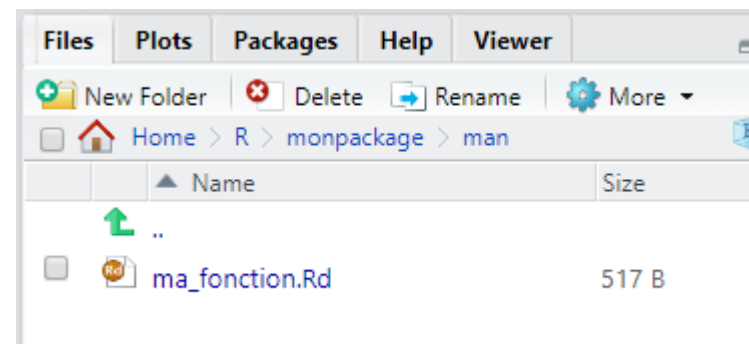 Files Plots Packages Help Viewer
New Folder Delete Rename More
Home > R > monpackage > man
Name Size
..
ma_fonction.Rd 517 B